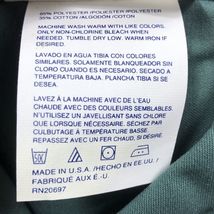 65% POLYESTER /POLIÉSTER /POLYESTER
35% COTTON /ALGODÓN /COTON
MACHINE WASH WARM WITH LIKE COLORS.
ONLY NON-CHLORINE BLEACH WHEN
NEEDED. TUMBLE DRY LOW. WARM IRON IF
DESIRED.
LAVADO EN AGUA TIBIA CON COLORES
SIMILARES. SOLAMENTE BLANQUEADOR SIN
CLORO CUANDO ES NECESARIO. SECADO A
TEMPERATURA BAJA. PLANCHA TIBIA SI SE
DESEA.
LAVEZ À LA MACHINE AVEC DE L'EAU
CHAUDE AVEC DES COULEURS SEMBLABLES.
N'UTILISEZ UN JAVELLISANT SANS CHLORE
QUE LORSQUE NÉCESSAIRE. SÉCHEZ PAR
CULBUTAGE À TEMPÉRATURE BASSE
REPASSEZ AVEC UN FER CHAUD, SI DÉSIRÉ.
MADE IN U.S.A. /HECHO EN EE UU. /
FABRIQUÉ AUX É.-U.
RN20697